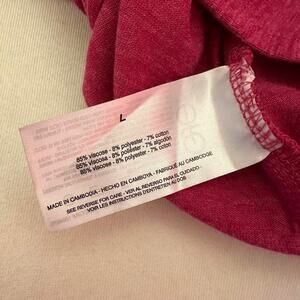 L
85% viscose - 8% polyester - 7% cotton
85% viscosa - 8% poliéster - 7% algodón
85% viscose - 8% polyester - 7% coton
MADE IN CAMBODIA - HECHO EN CAMBOYA - FABRIQUÉ AU CAMBODGE
SEE REVERSE FOR CARE - VER AL REVERSO PARA EL CUIDADO -
VOIR LES INSTRUCTIONS D'ENTRETIEN AU DOS